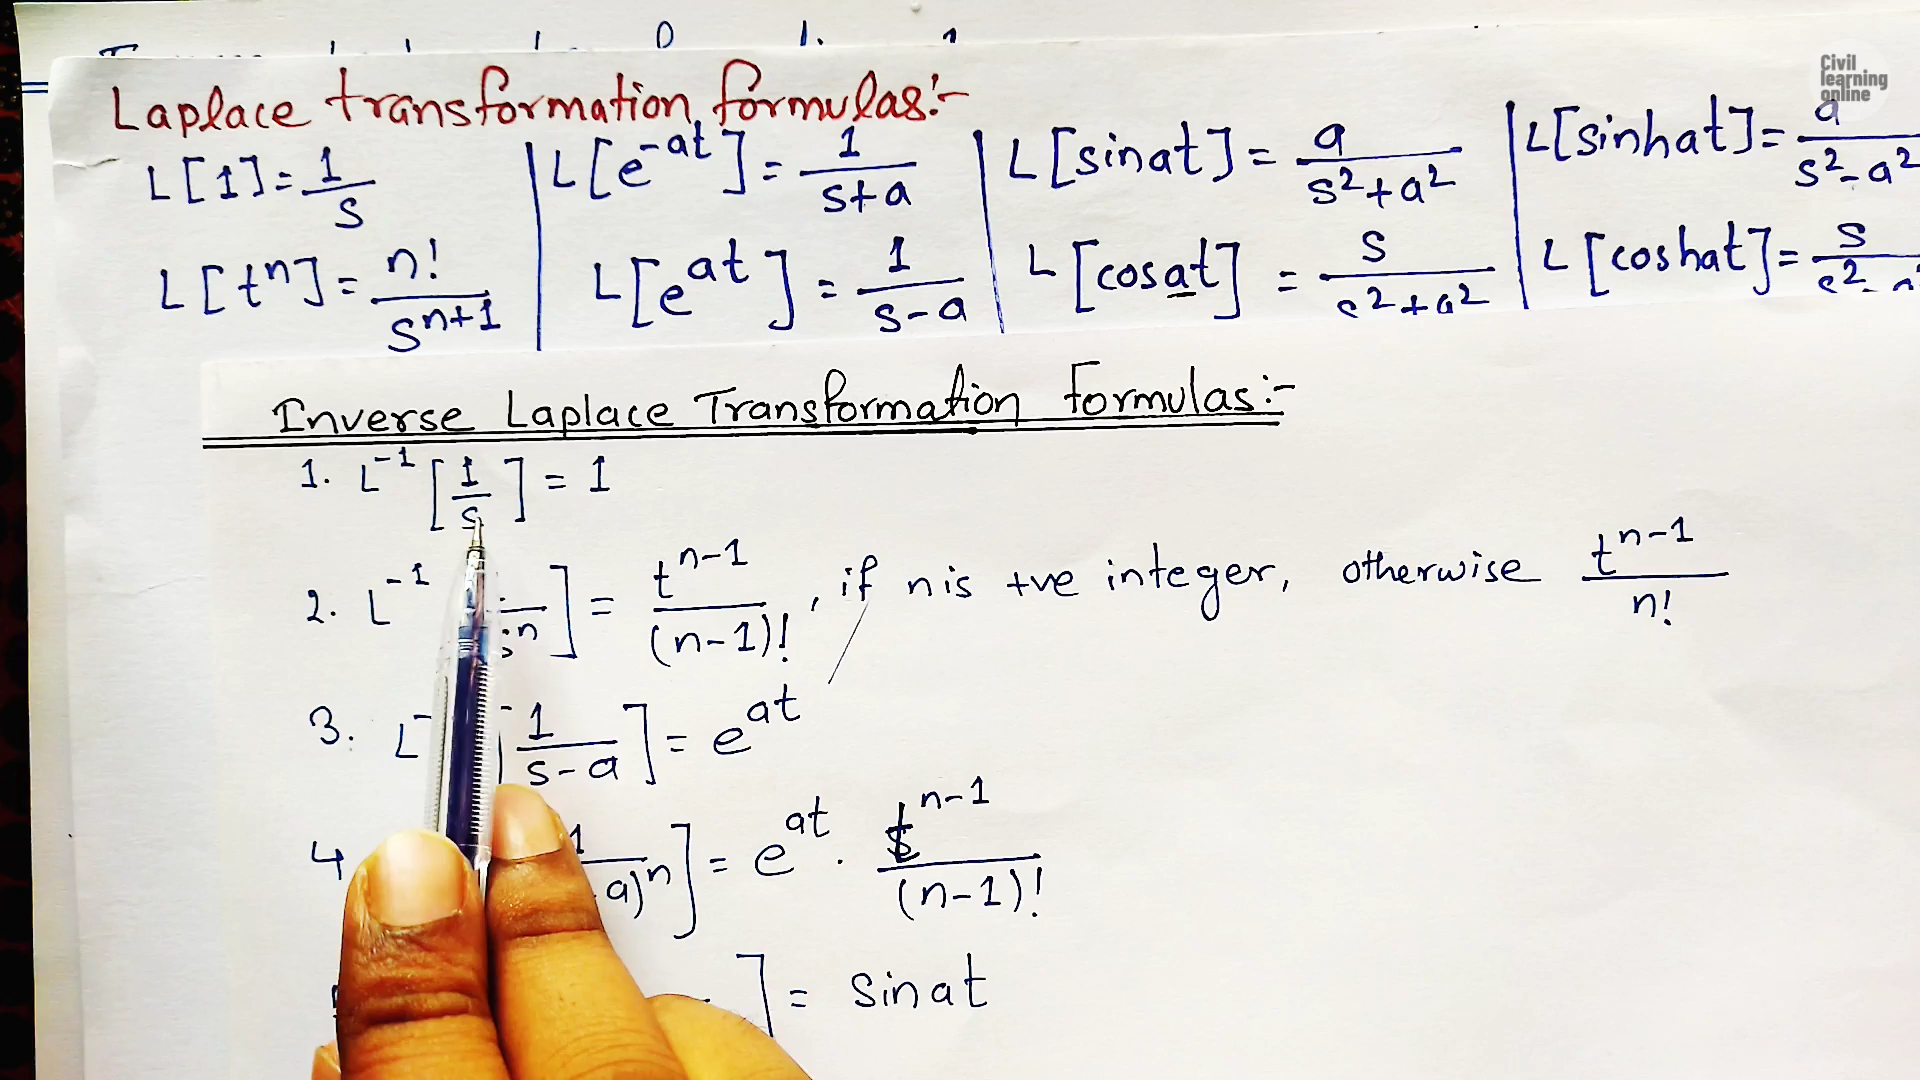 Civil
learning
online
Laplace transformation formulas:-
L[1]=1/s
L[tⁿ]=n!/sⁿ⁺¹
L[e⁻ᵃᵗ]=1/(s+a)
L[eᵃᵗ]=1/(s-a)
L[sinat]=a/(s²+a²)
L[cosat]=s/(s²+a²)
L[sinhat]=a/(s²-a²
L[coshat]=s/
Inverse Laplace Transformation formulas:-
1. L⁻¹[1/s]=1
2. L⁻¹ sⁿ]=tⁿ⁻¹/(n-1)!, if n is +ve integer, otherwise tⁿ⁻¹/n!
3. L⁻ [1/(s-a)]=eᵃᵗ
4 1/ a)ⁿ]=eᵃᵗ·tⁿ⁻¹/(n-1)!
]= sinat